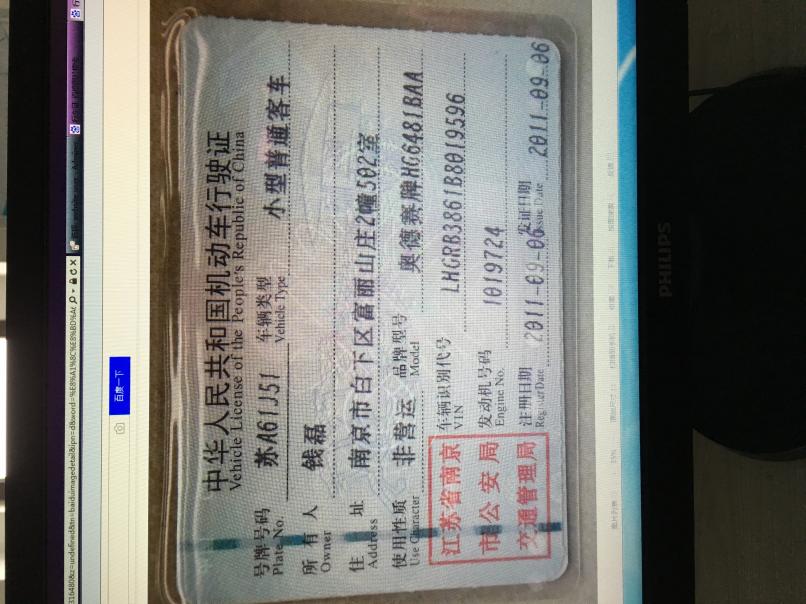 中华人民共和国机动车行驶证
Vehicle License of the People's Republic of China
号牌号码 苏A61J51 车辆类型 小型普通客车
Plate No. Vehicle Type
所有人 钱磊
Owner
住址 南京市白下区富丽山庄2幢502室
Address
使用性质 非营运 品牌型号 奥德赛牌HG6481BAA
Use Character Model
江苏省南京
市公安局
交通管理局
车辆识别代号 LHGRB3861B8019596
VIN
发动机号码 1019724
Engine No.
注册日期 2011-09-06 发证日期 2011-09-06
Register Date Issue Date
百度一下
PHILIPS